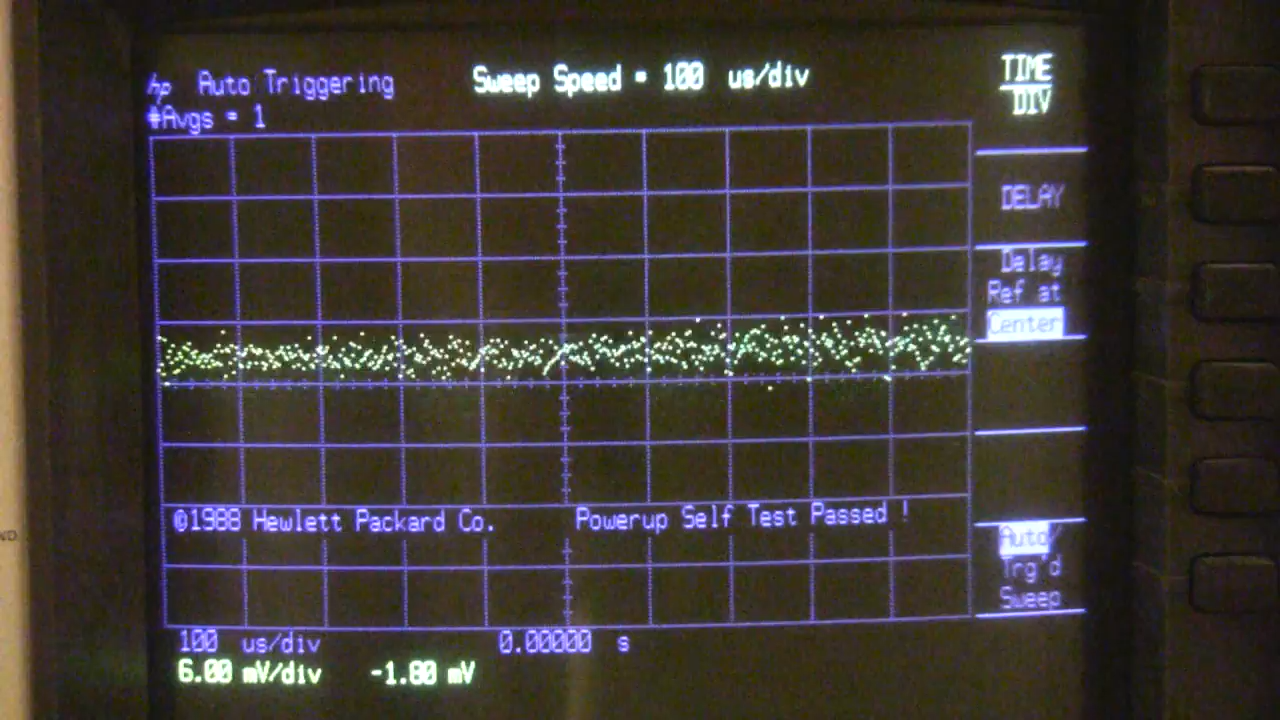 hp Auto Triggering Sweep Speed = 100 us/div
#Avgs = 1
TIME
DIV
DELAY
Delay
Ref at
Center
©1988 Hewlett Packard Co. Powerup Self Test Passed !
Auto/
Trg'd
Sweep
100 us/div 0.00000 s
6.00 mV/div -1.80 mV